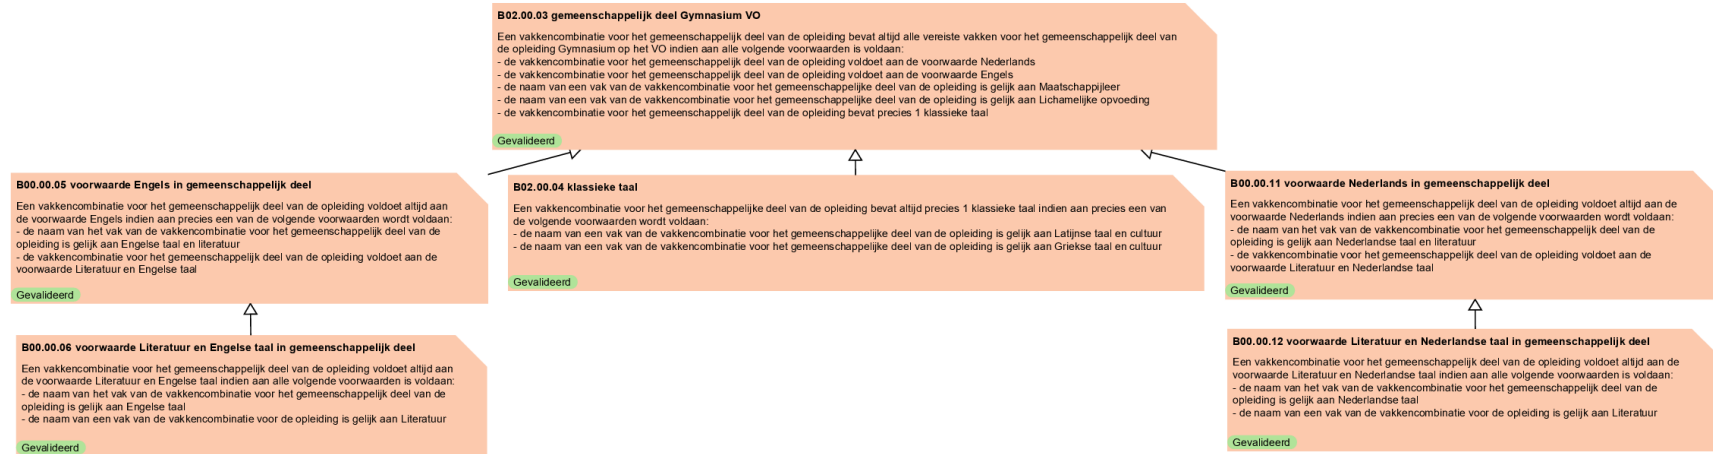 B02.00.03 gemeenschappelijk deel Gymnasium VO
Een vakkencombinatie voor het gemeenschappelijk deel van de opleiding bevat altijd alle vereiste vakken voor het gemeenschappelijk deel van
de opleiding Gymnasium op het VO indien aan alle volgende voorwaarden is voldaan:
- de vakkencombinatie voor het gemeenschappelijk deel van de opleiding voldoet aan de voorwaarde Nederlands
- de vakkencombinatie voor het gemeenschappelijk deel van de opleiding voldoet aan de voorwaarde Engels
- de naam van een vak van de vakkencombinatie voor het gemeenschappelijke deel van de opleiding is gelijk aan Maatschappijleer
- de naam van een vak van de vakkencombinatie voor het gemeenschappelijke deel van de opleiding is gelijk aan Lichamelijke opvoeding
- de vakkencombinatie voor het gemeenschappelijk deel van de opleiding bevat precies 1 klassieke taal
Gevalideerd
B00.00.05 voorwaarde Engels in gemeenschappelijk deel
Een vakkencombinatie voor het gemeenschappelijk deel van de opleiding voldoet altijd aan
de voorwaarde Engels indien aan precies een van de volgende voorwaarden wordt voldaan:
- de naam van het vak van de vakkencombinatie voor het gemeenschappelijk deel van de
opleiding is gelijk aan Engelse taal en literatuur
- de vakkencombinatie voor het gemeenschappelijk deel van de opleiding voldoet aan de
voorwaarde Literatuur en Engelse taal
Gevalideerd
B02.00.04 klassieke taal
Een vakkencombinatie voor het gemeenschappelijke deel van de opleiding bevat altijd precies 1 klassieke taal indien aan precies een van
de volgende voorwaarden wordt voldaan:
- de naam van een vak van de vakkencombinatie voor het gemeenschappelijke deel van de opleiding is gelijk aan Latijnse taal en cultuur
- de naam van een vak van de vakkencombinatie voor het gemeenschappelijke deel van de opleiding is gelijk aan Griekse taal en cultuur
Gevalideerd
B00.00.11 voorwaarde Nederlands in gemeenschappelijk deel
Een vakkencombinatie voor het gemeenschappelijk deel van de opleiding voldoet altijd aan de
voorwaarde Nederlands indien aan precies een van de volgende voorwaarden wordt voldaan:
- de naam van het vak van de vakkencombinatie voor het gemeenschappelijk deel van de
opleiding is gelijk aan Nederlandse taal en literatuur
- de vakkencombinatie voor het gemeenschappelijk deel van de opleiding voldoet aan de
voorwaarde Literatuur en Nederlandse taal
Gevalideerd
B00.00.06 voorwaarde Literatuur en Engelse taal in gemeenschappelijk deel
Een vakkencombinatie voor het gemeenschappelijk deel van de opleiding voldoet altijd aan
de voorwaarde Literatuur en Engelse taal indien aan alle volgende voorwaarden is voldaan:
- de naam van het vak van de vakkencombinatie voor het gemeenschappelijk deel van de
opleiding is gelijk aan Engelse taal
- de naam van een vak van de vakkencombinatie voor de opleiding is gelijk aan Literatuur
Gevalideerd
B00.00.12 voorwaarde Literatuur en Nederlandse taal in gemeenschappelijk deel
Een vakkencombinatie voor het gemeenschappelijk deel van de opleiding voldoet altijd aan de
voorwaarde Literatuur en Nederlandse taal indien aan alle volgende voorwaarden is voldaan:
- de naam van het vak van de vakkencombinatie voor het gemeenschappelijk deel van de
opleiding is gelijk aan Nederlandse taal
- de naam van een vak van de vakkencombinatie voor de opleiding is gelijk aan Literatuur
Gevalideerd